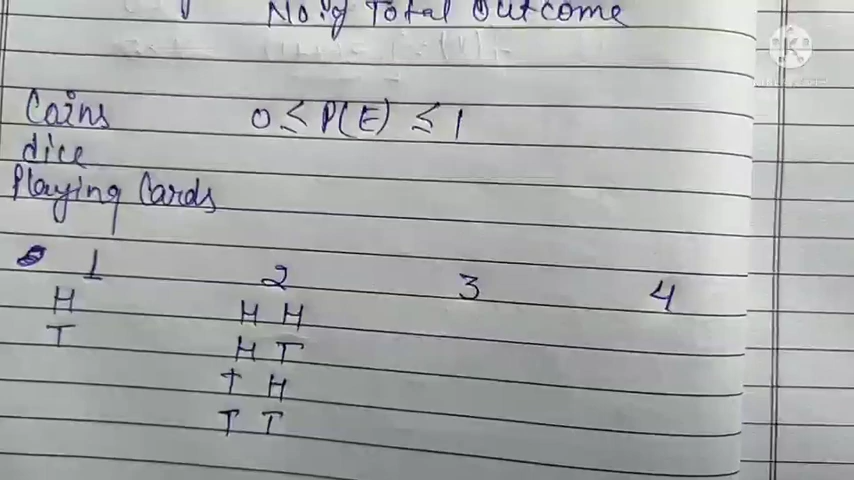 No. of Total Outcome
Coins 0 ≤ P(E) ≤ 1
dice
Playing Cards
1 2 3 4
H H H
T H T
T H
T T
K